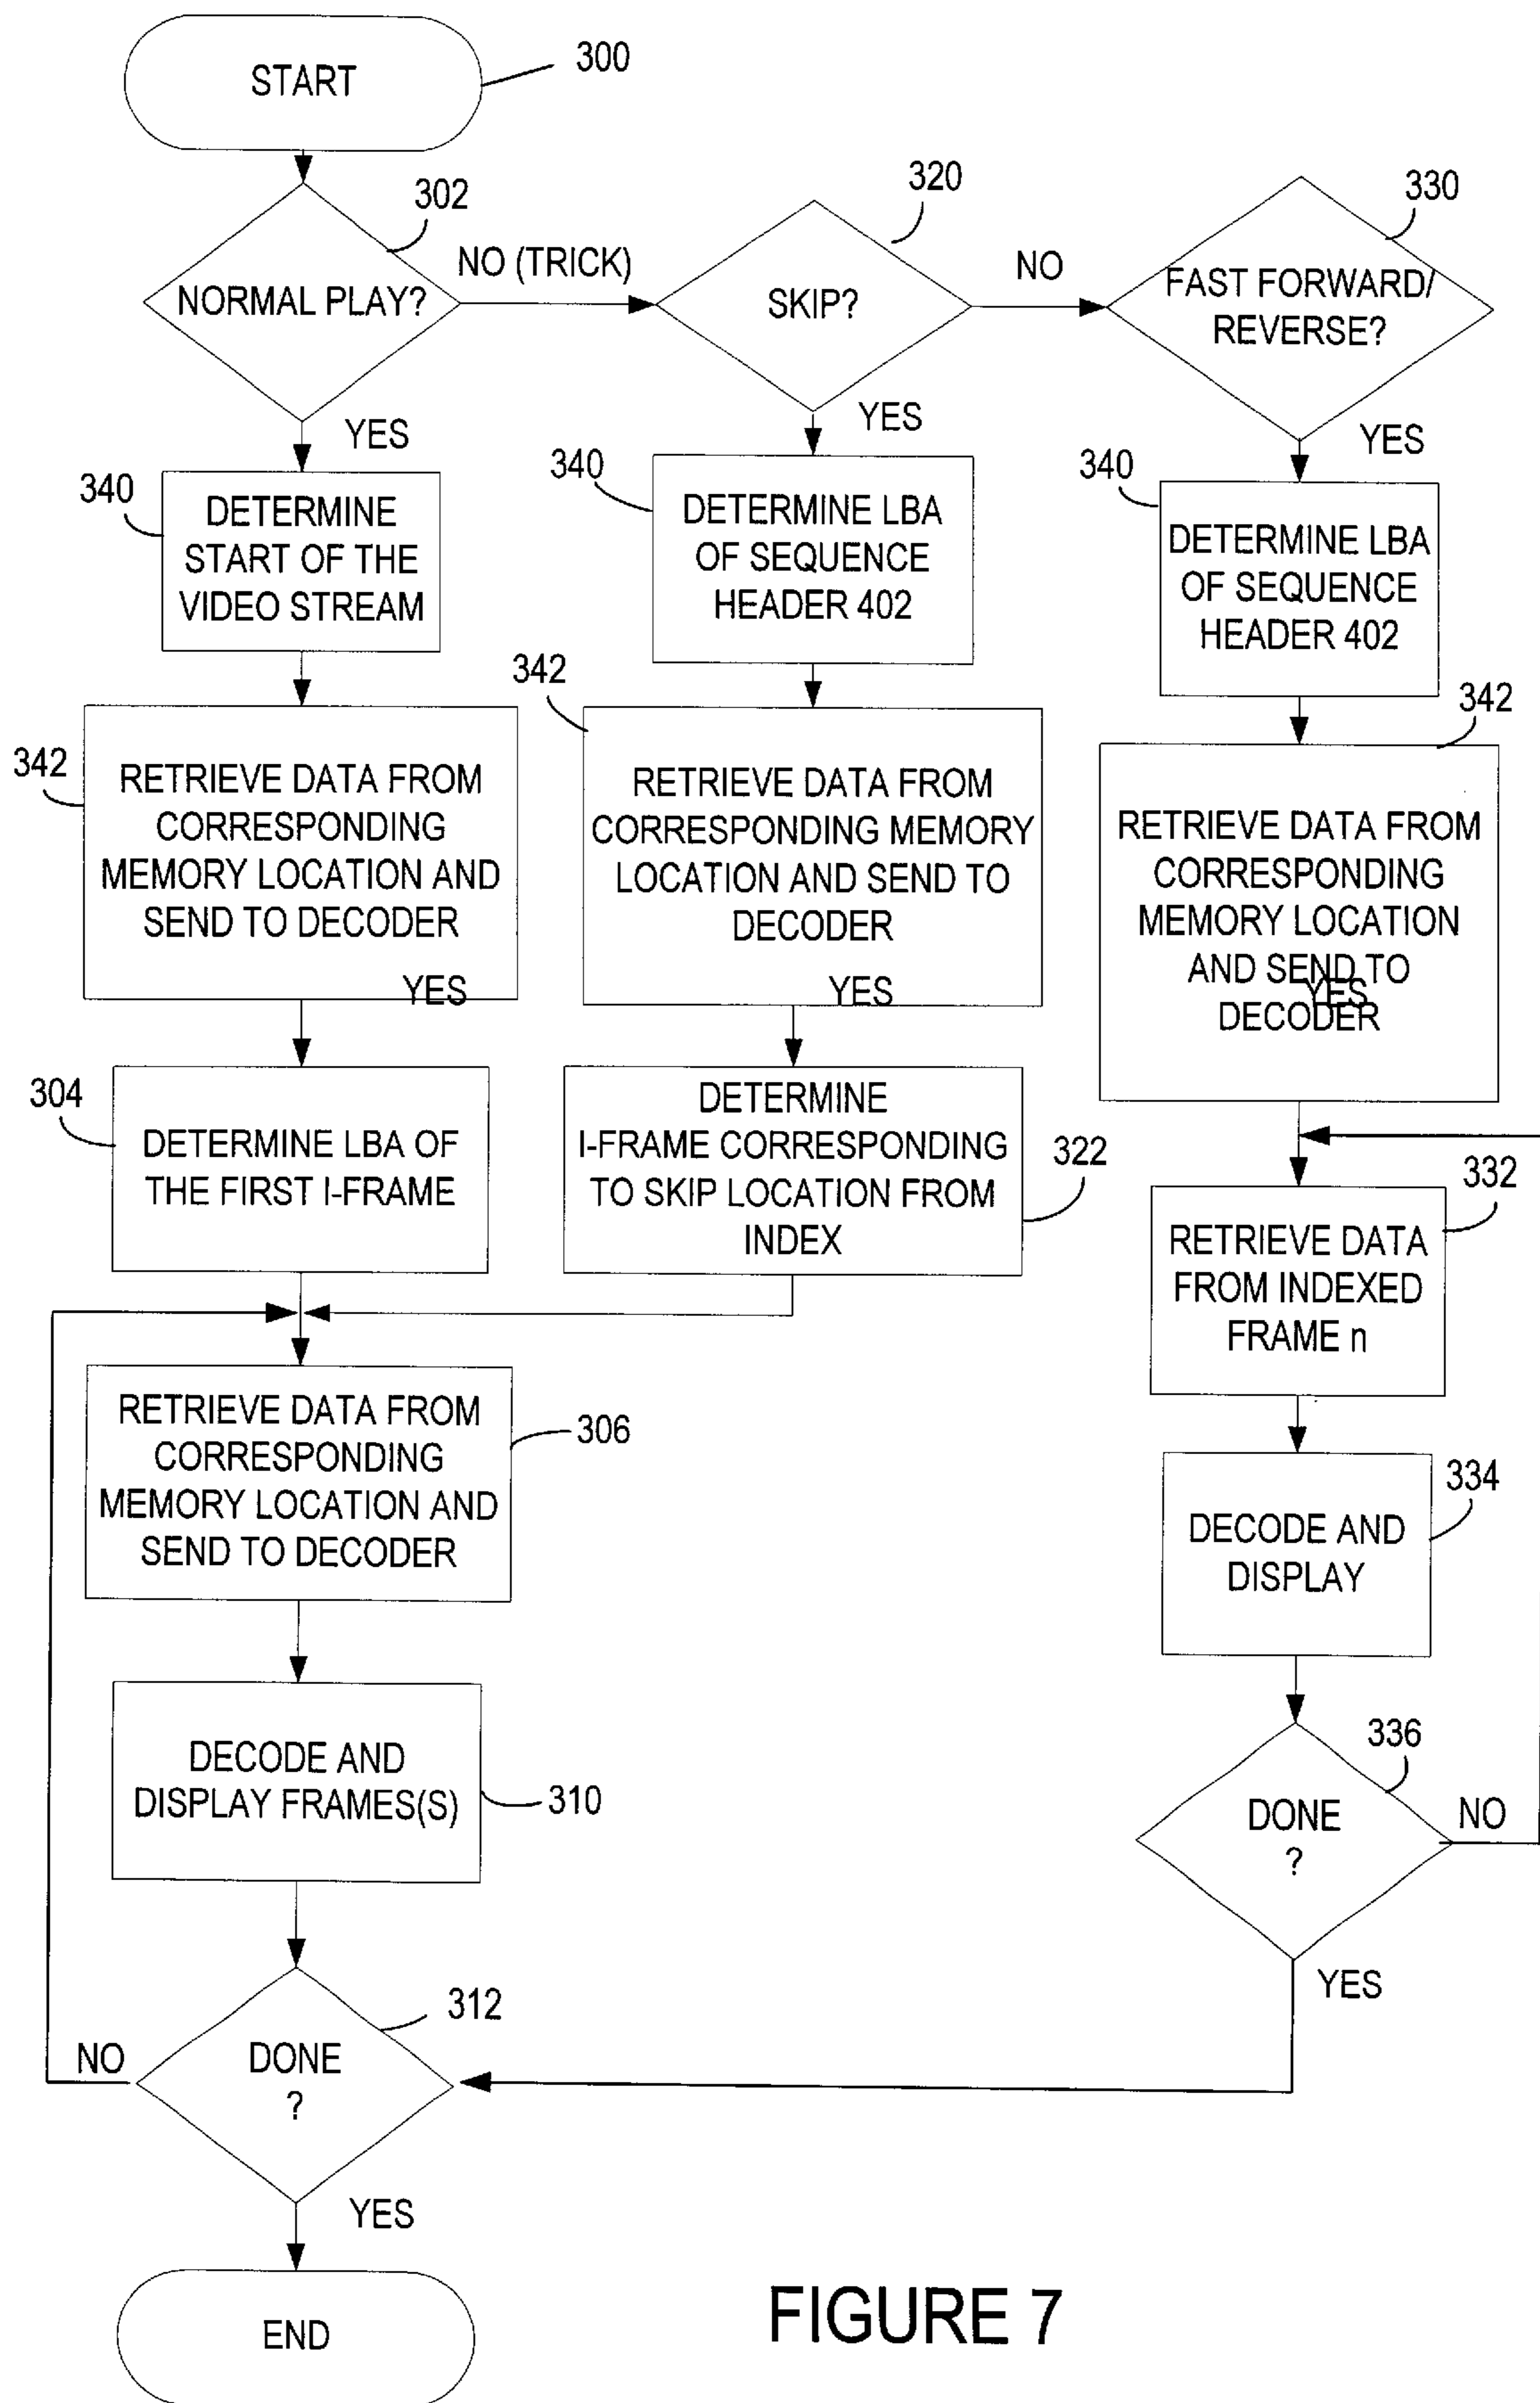 START
300
302
NORMAL PLAY?
NO (TRICK)
320
SKIP?
NO
330
FAST FORWARD/
REVERSE?
YES
YES
YES
340
DETERMINE
START OF THE
VIDEO STREAM
340
DETERMINE LBA
OF SEQUENCE
HEADER 402
340
DETERMINE LBA
OF SEQUENCE
HEADER 402
342
RETRIEVE DATA FROM
CORRESPONDING
MEMORY LOCATION AND
SEND TO DECODER
YES
342
RETRIEVE DATA FROM
CORRESPONDING MEMORY
LOCATION AND SEND TO
DECODER
YES
342
RETRIEVE DATA FROM
CORRESPONDING
MEMORY LOCATION
AND SEND TO
YES
DECODER
304
DETERMINE LBA OF
THE FIRST I-FRAME
DETERMINE
I-FRAME CORRESPONDING
TO SKIP LOCATION FROM
INDEX
322
332
RETRIEVE DATA
FROM INDEXED
FRAME n
RETRIEVE DATA FROM
CORRESPONDING
MEMORY LOCATION AND
SEND TO DECODER
306
334
DECODE AND
DISPLAY
DECODE AND
DISPLAY FRAMES(S)
310
336
DONE
?
NO
YES
312
DONE
?
NO
YES
END
FIGURE 7